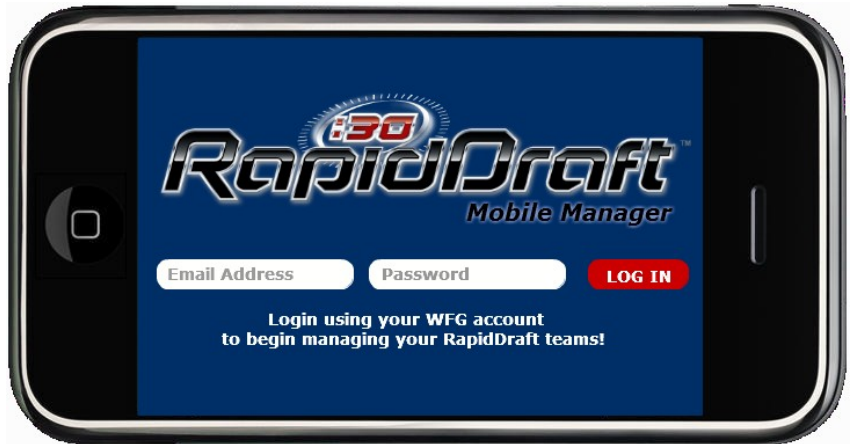 :30
RapidDraft™
Mobile Manager
Email Address
Password
LOG IN
Login using your WFG account
to begin managing your RapidDraft teams!